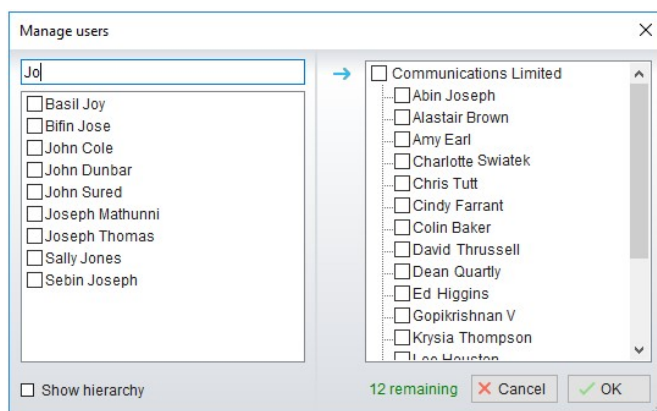 Manage users
Jo
Basil Joy
Bifin Jose
John Cole
John Dunbar
John Sured
Joseph Mathunni
Joseph Thomas
Sally Jones
Sebin Joseph
Show hierarchy
Communications Limited
Abin Joseph
Alastair Brown
Amy Earl
Charlotte Swiatek
Chris Tutt
Cindy Farrant
Colin Baker
David Thrussell
Dean Quartly
Ed Higgins
Gopikrishnan V
Krysia Thompson
Lee Houston
12 remaining
Cancel
OK